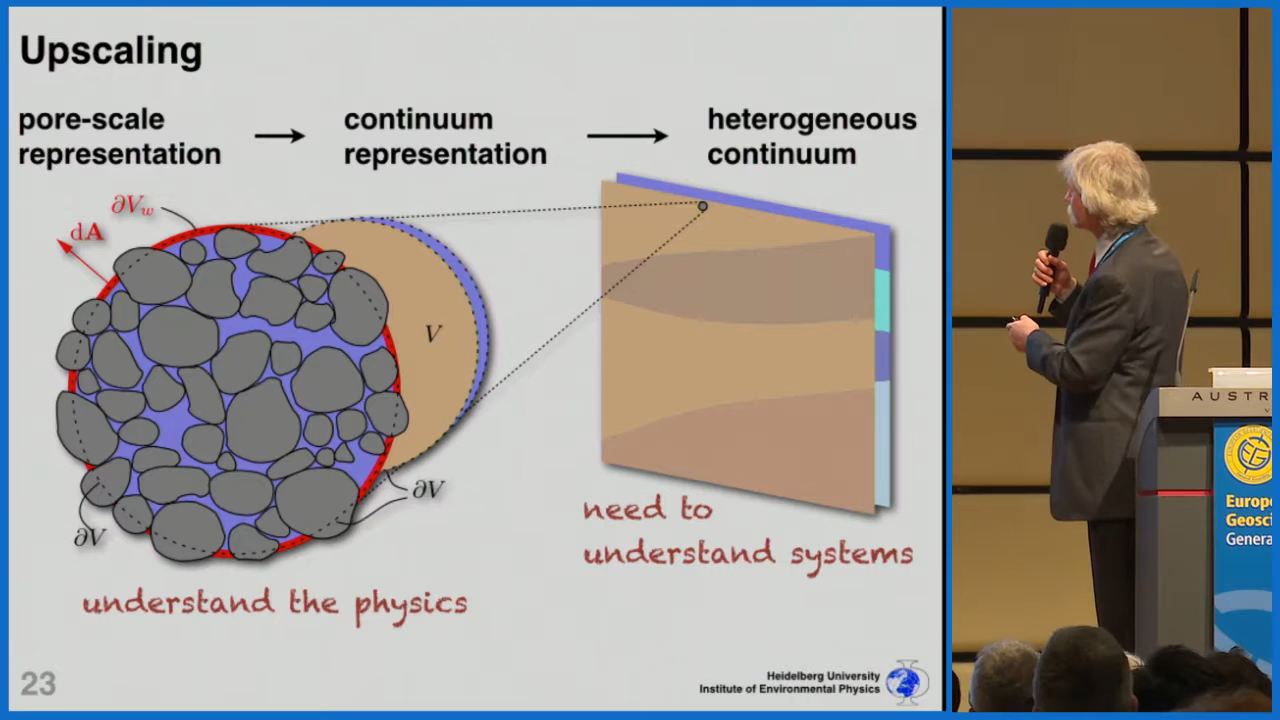 Upscaling
pore-scale
representation
continuum
representation
heterogeneous
continuum
∂V_w
dA
V
∂V
∂V
need to
understand systems
understand the physics
23
Heidelberg University
Institute of Environmental Physics
AUSTR
Europe
Geosci
Genera